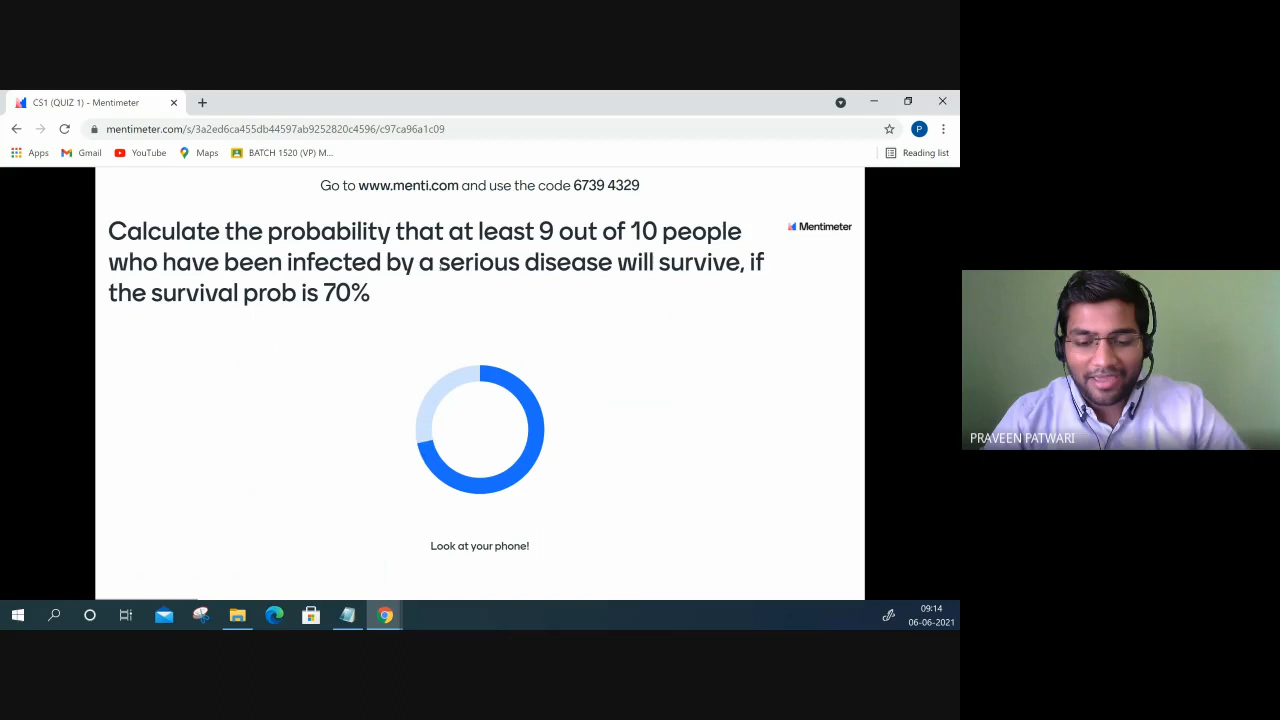 CS1 (QUIZ 1) - Mentimeter
mentimeter.com/s/3a2ed6ca455db44597ab9252820c4596/c97ca96a1c09
P
Apps
Gmail
YouTube
Maps
BATCH 1520 (VP) M...
Reading list
Go to www.menti.com and use the code 6739 4329
Calculate the probability that at least 9 out of 10 people
who have been infected by a serious disease will survive, if
the survival prob is 70%
Mentimeter
Look at your phone!
PRAVEEN PATWARI
09:14
06-06-2021